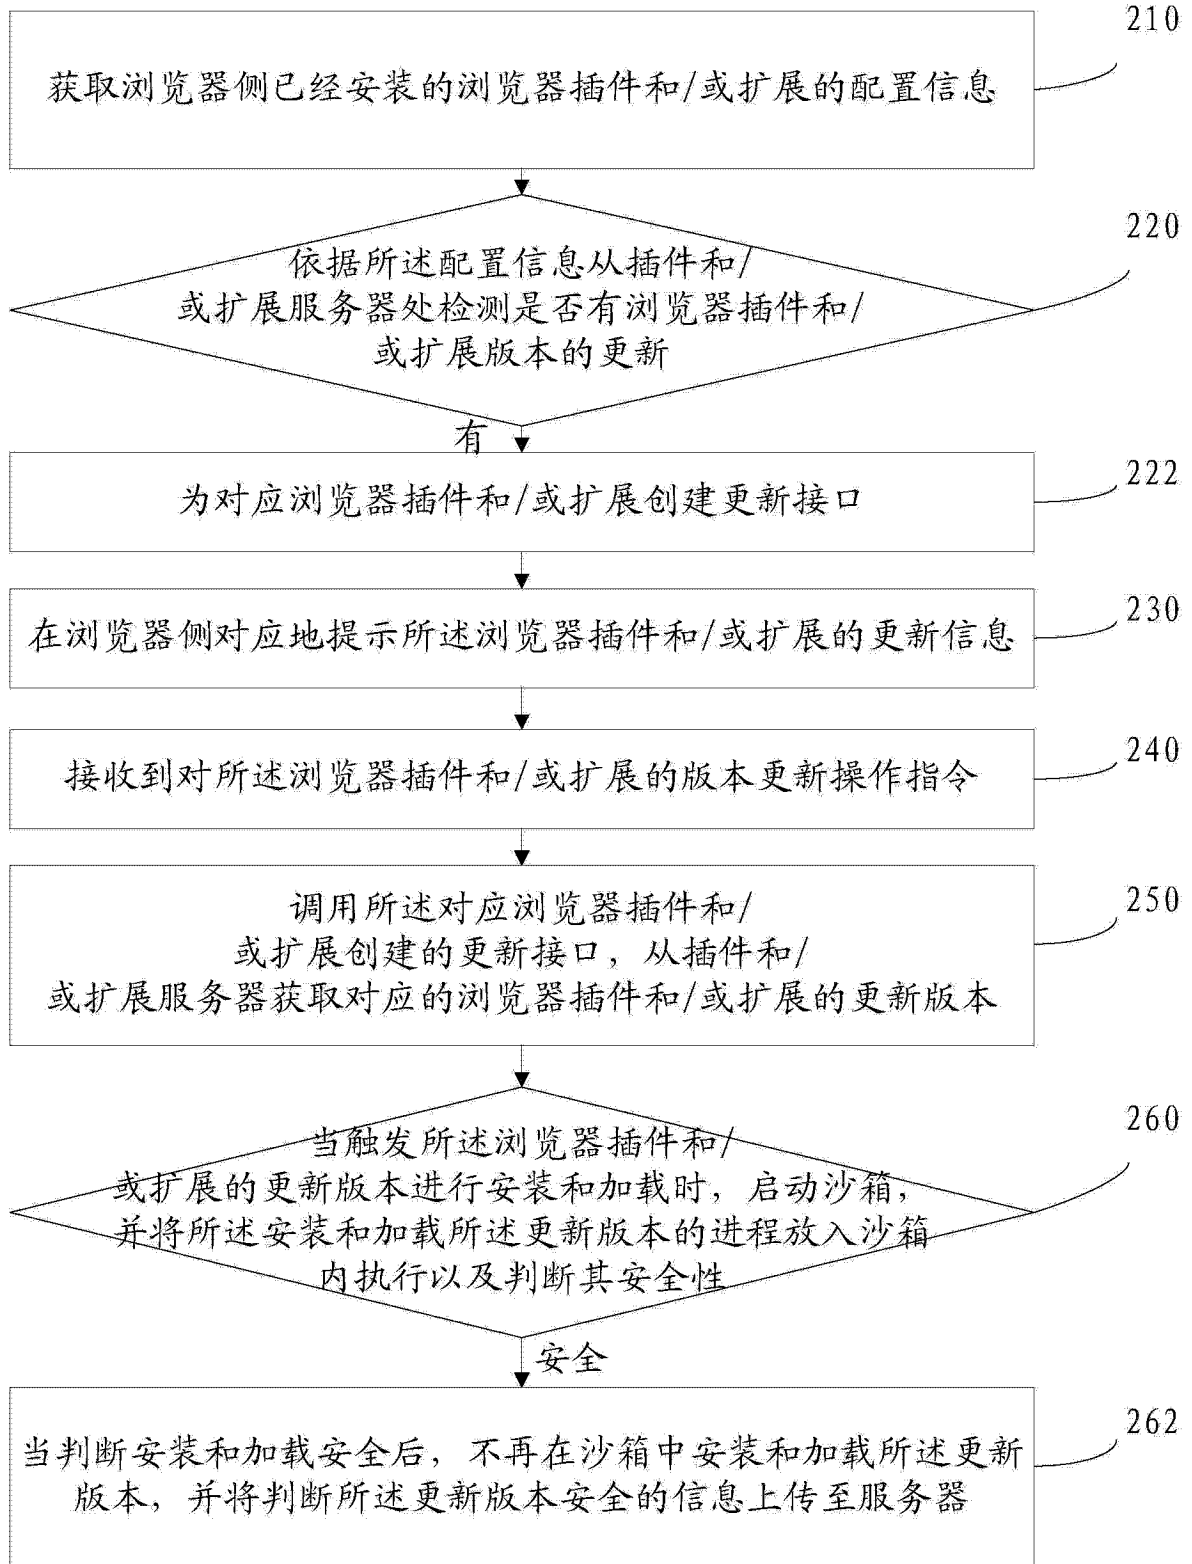 210
获取浏览器侧已经安装的浏览器插件和/或扩展的配置信息
220
依据所述配置信息从插件和/
或扩展服务器处检测是否有浏览器插件和/
或扩展版本的更新
有
222
为对应浏览器插件和/或扩展创建更新接口
230
在浏览器侧对应地提示所述浏览器插件和/或扩展的更新信息
240
接收到对所述浏览器插件和/或扩展的版本更新操作指令
250
调用所述对应浏览器插件和/
或扩展创建的更新接口，从插件和/
或扩展服务器获取对应的浏览器插件和/或扩展的更新版本
260
当触发所述浏览器插件和/
或扩展的更新版本进行安装和加载时，启动沙箱，
并将所述安装和加载所述更新版本的进程放入沙箱
内执行以及判断其安全性
安全
262
当判断安装和加载安全后，不再在沙箱中安装和加载所述更新
版本，并将判断所述更新版本安全的信息上传至服务器